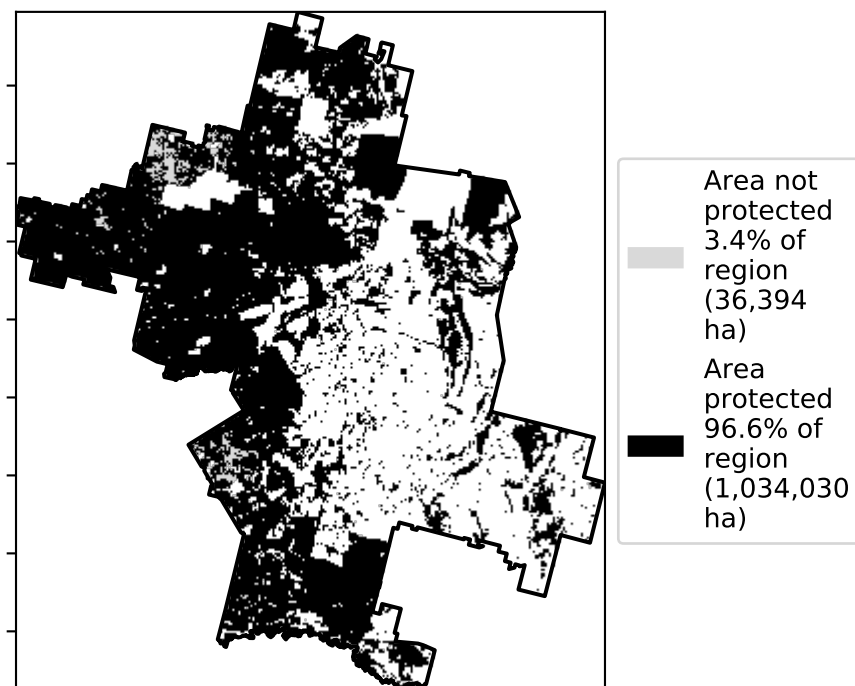 Area not
protected
3.4% of
region
(36,394
ha)
Area
protected
96.6% of
region
(1,034,030
ha)